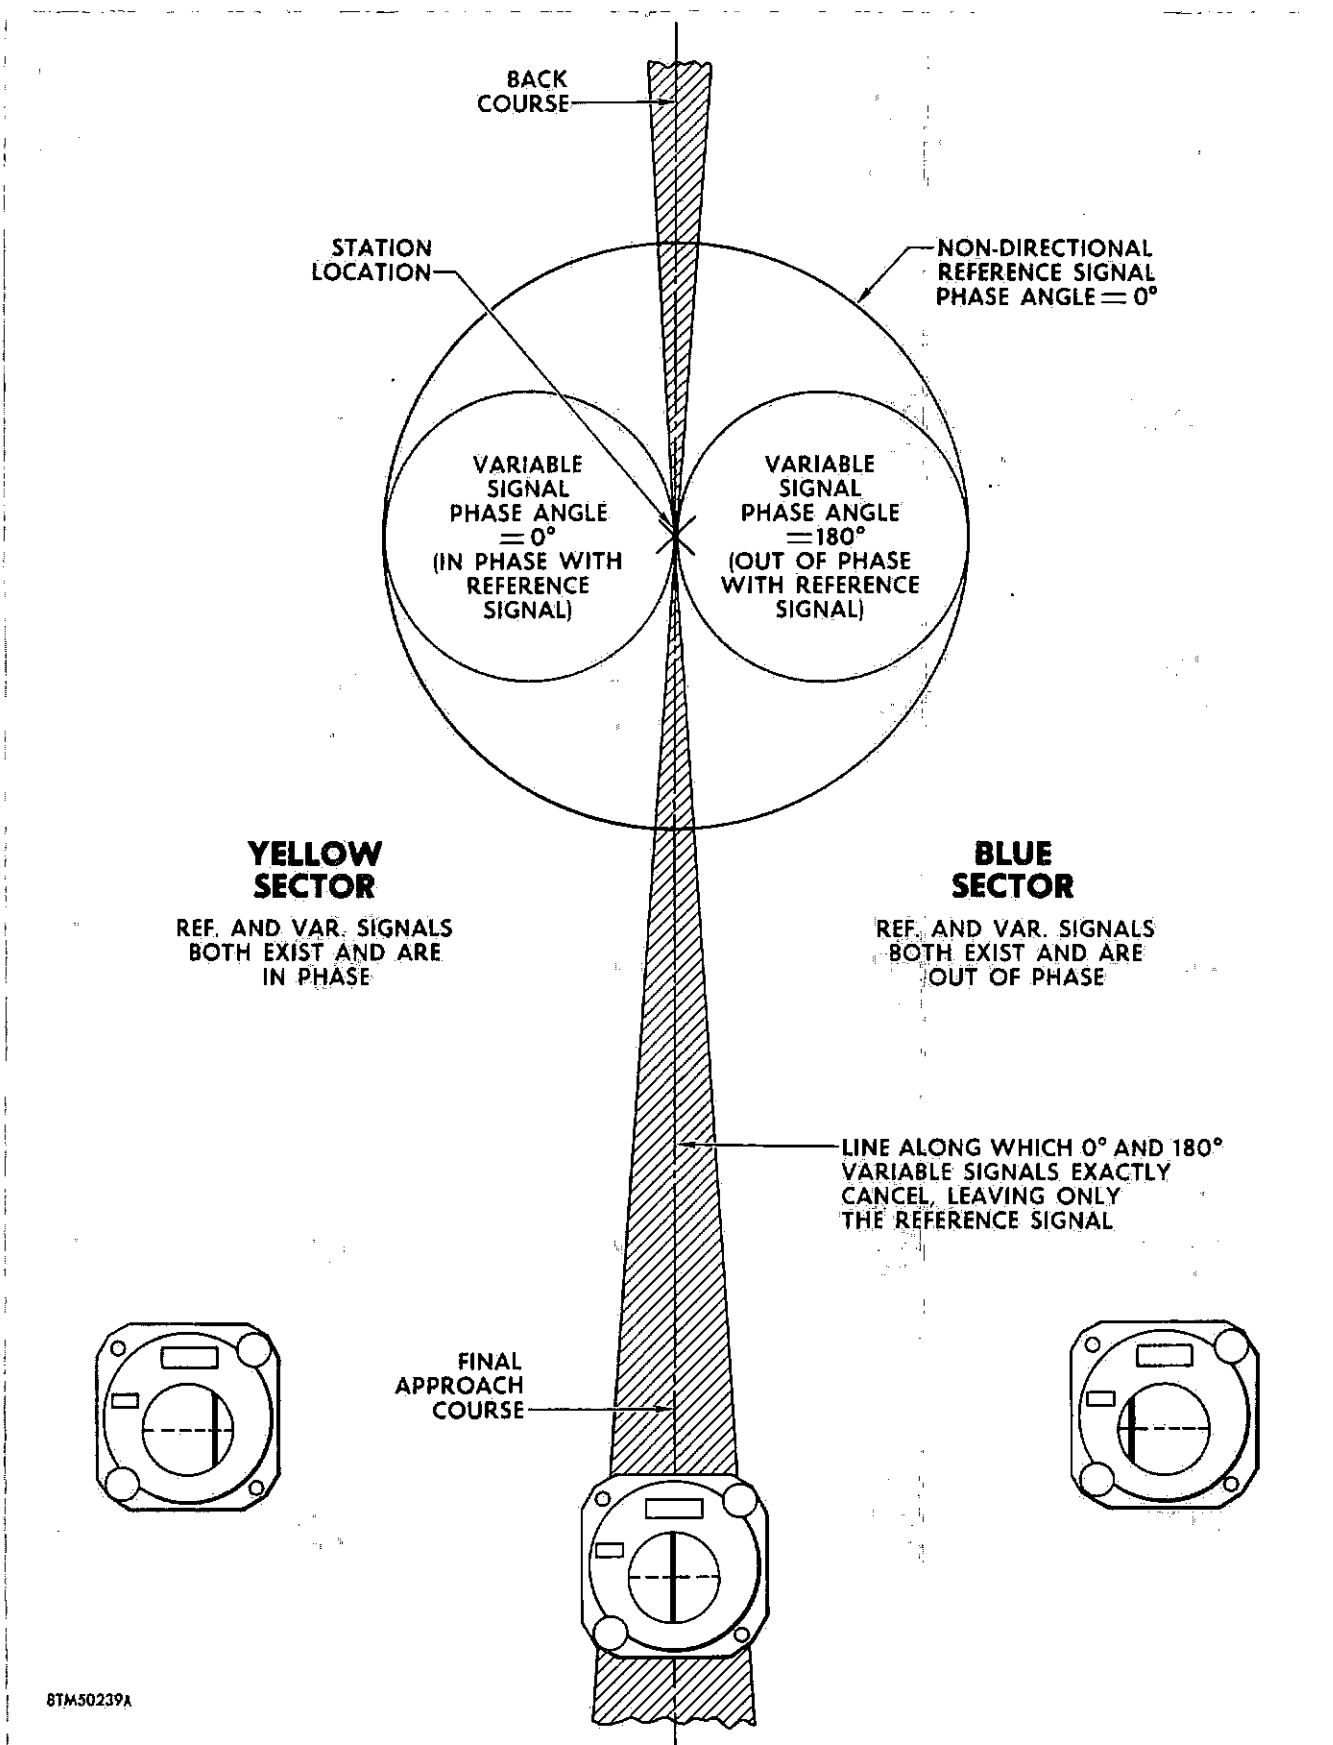 BACK
COURSE
STATION
LOCATION
NON-DIRECTIONAL
REFERENCE SIGNAL
PHASE ANGLE = 0°
VARIABLE
SIGNAL
PHASE ANGLE
= 0°
(IN PHASE WITH
REFERENCE
SIGNAL)
VARIABLE
SIGNAL
PHASE ANGLE
=180°
(OUT OF PHASE
WITH REFERENCE
SIGNAL)
YELLOW
SECTOR
REF. AND VAR. SIGNALS
BOTH EXIST AND ARE
IN PHASE
BLUE
SECTOR
REF. AND VAR. SIGNALS
BOTH EXIST AND ARE
OUT OF PHASE
LINE ALONG WHICH 0° AND 180°
VARIABLE SIGNALS EXACTLY
CANCEL, LEAVING ONLY
THE REFERENCE SIGNAL
FINAL
APPROACH
COURSE
8TM50239A